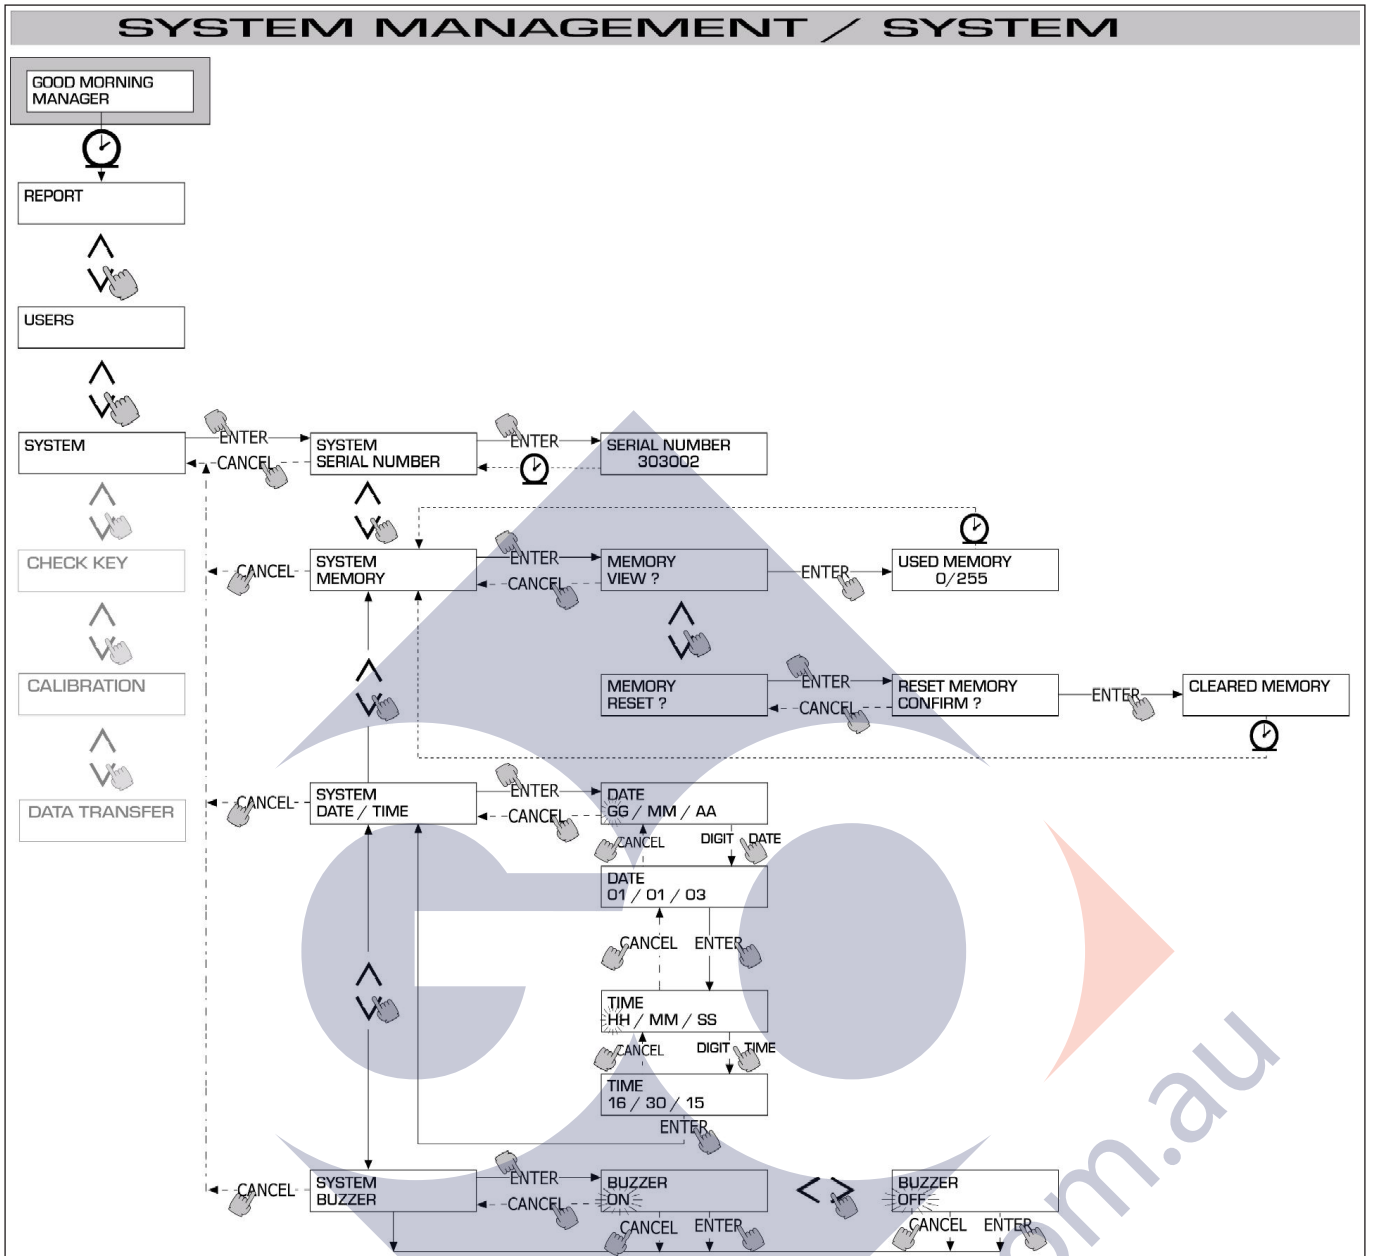 SYSTEM MANAGEMENT / SYSTEM
GOOD MORNING
MANAGER
REPORT
USERS
SYSTEM
ENTER
CANCEL
SYSTEM
SERIAL NUMBER
ENTER
SERIAL NUMBER
303002
CHECK KEY
CANCEL
SYSTEM
MEMORY
ENTER
CANCEL
MEMORY
VIEW ?
ENTER
USED MEMORY
0/255
CALIBRATION
MEMORY
RESET ?
ENTER
CANCEL
RESET MEMORY
CONFIRM ?
ENTER
CLEARED MEMORY
DATA TRANSFER
CANCEL
SYSTEM
DATE / TIME
ENTER
CANCEL
DATE
GG / MM / AA
CANCEL
DIGIT DATE
DATE
01 / 01 / 03
CANCEL
ENTER
TIME
HH / MM / SS
CANCEL
DIGIT TIME
TIME
16 / 30 / 15
ENTER
CANCEL
SYSTEM
BUZZER
ENTER
CANCEL
BUZZER
ON
CANCEL
ENTER
BUZZER
OFF
CANCEL
ENTER
GO
om.au